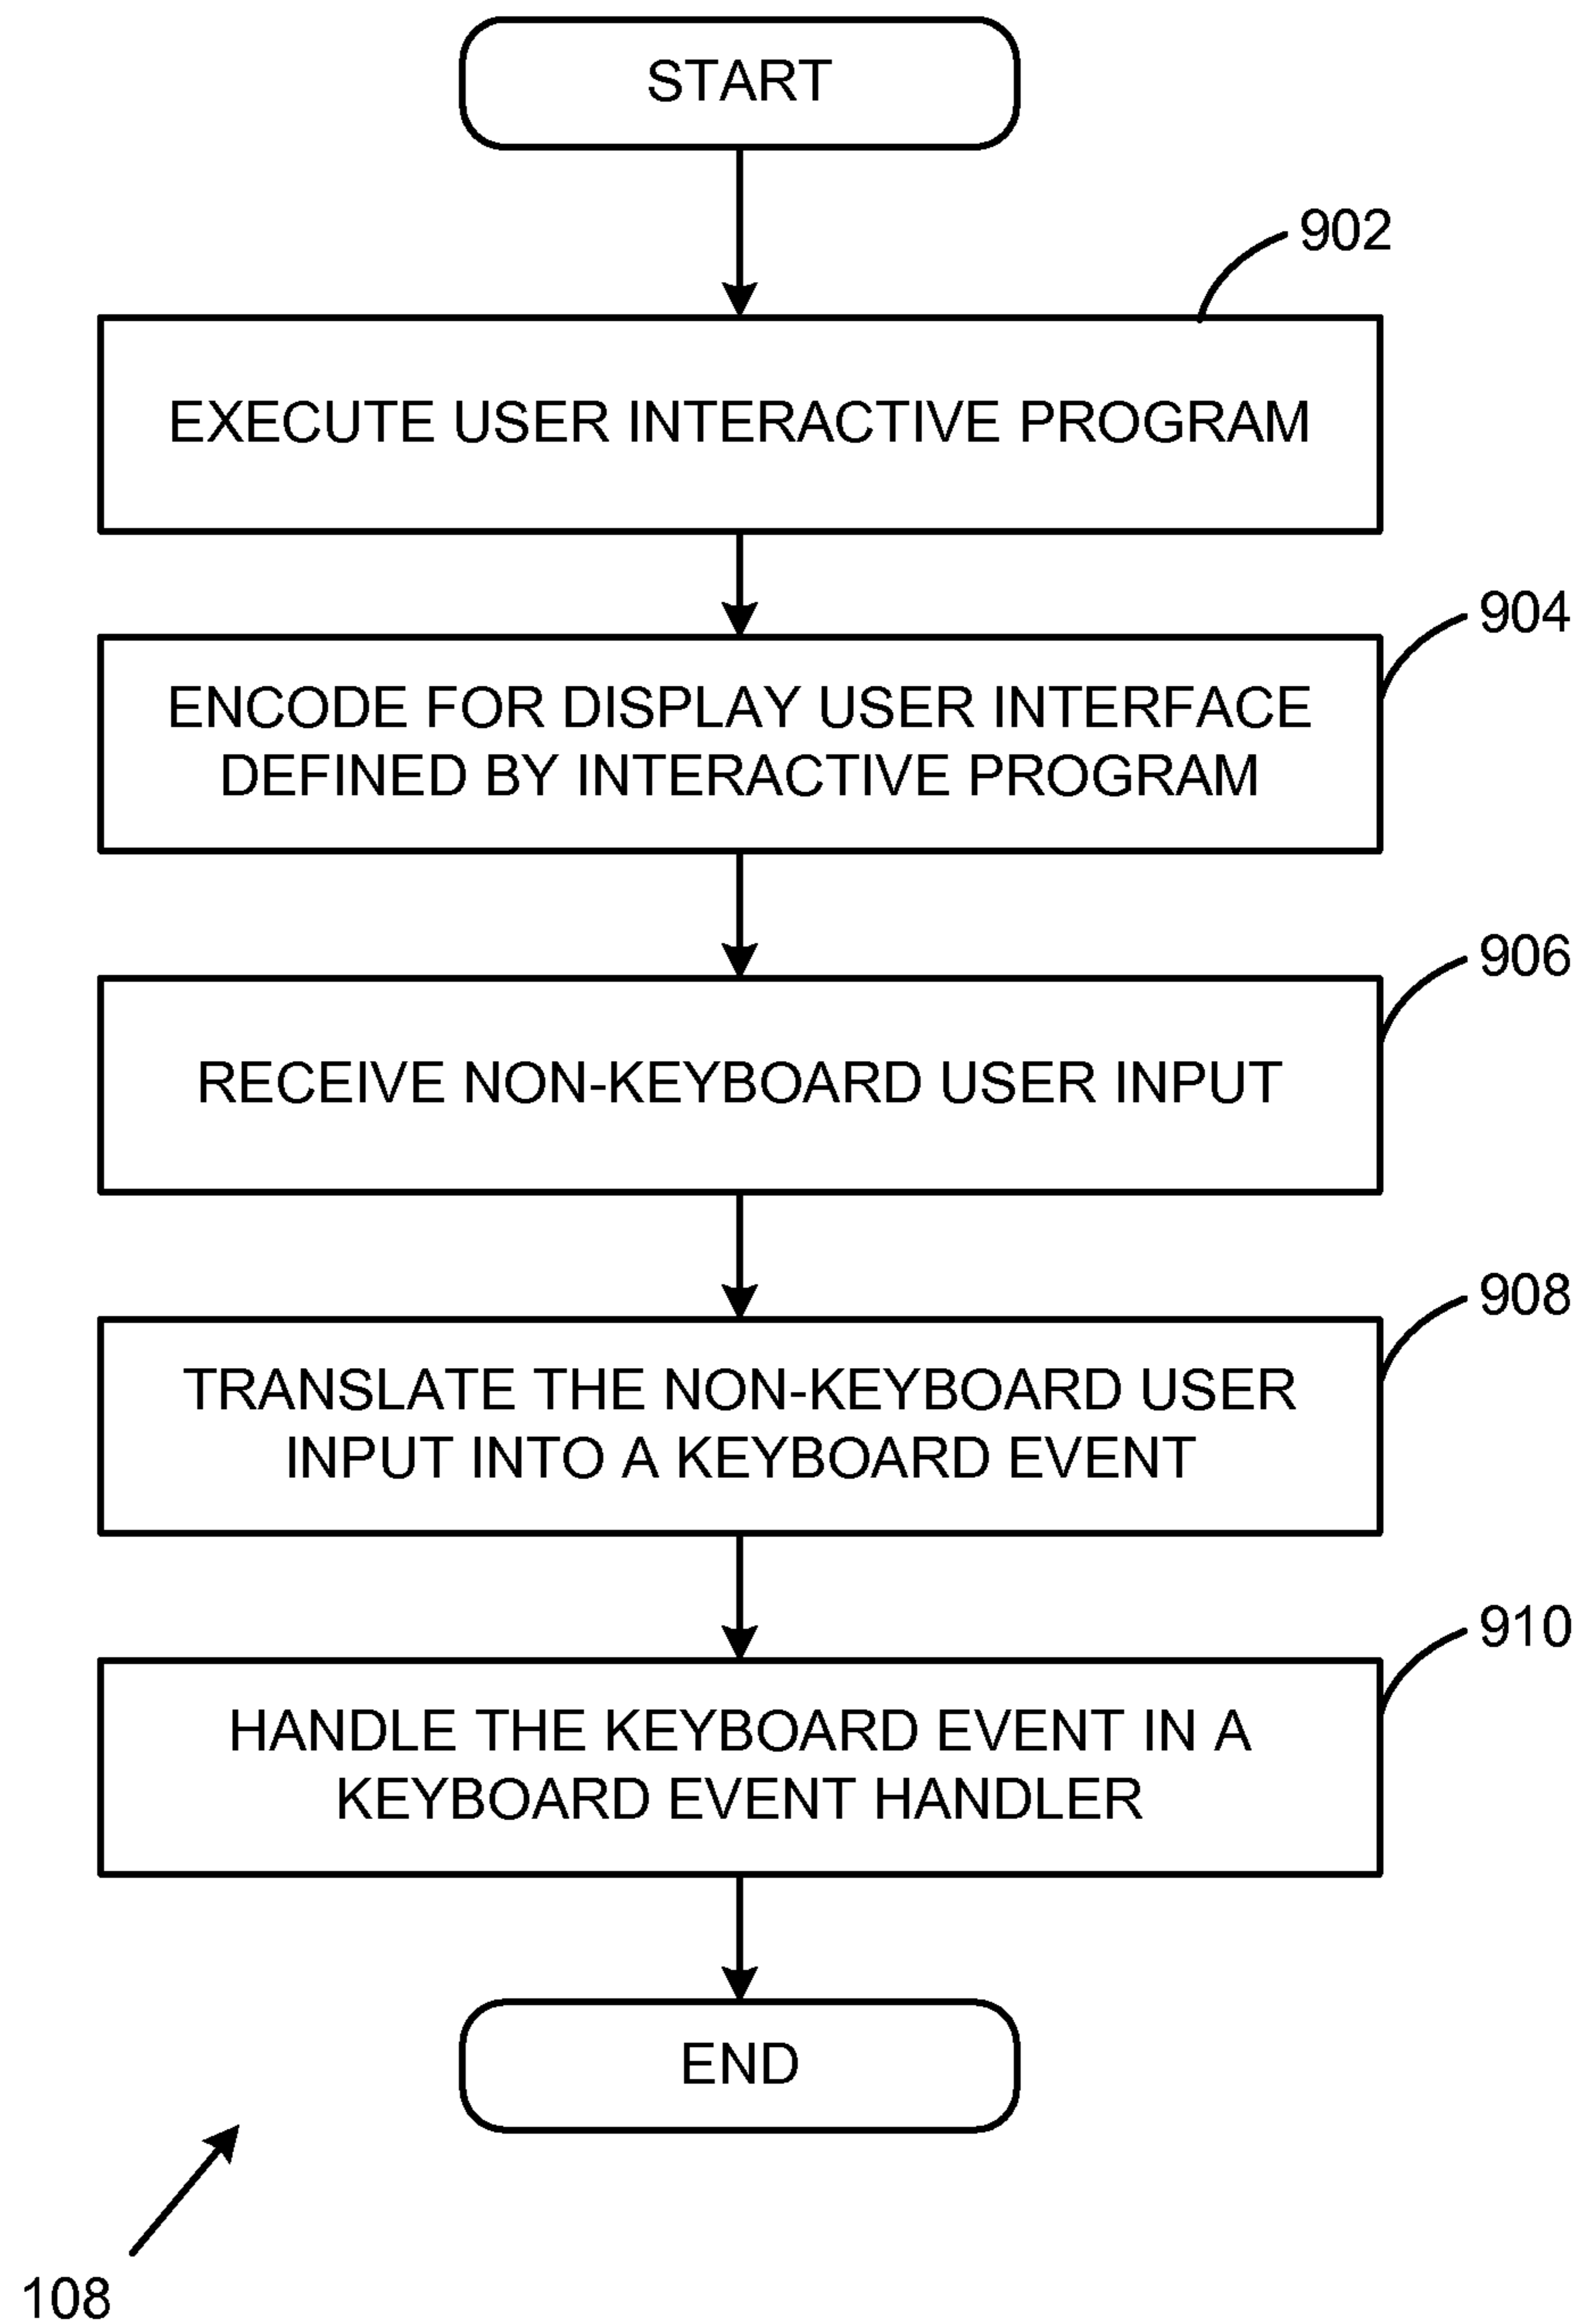 START
902
EXECUTE USER INTERACTIVE PROGRAM
904
ENCODE FOR DISPLAY USER INTERFACE
DEFINED BY INTERACTIVE PROGRAM
906
RECEIVE NON-KEYBOARD USER INPUT
908
TRANSLATE THE NON-KEYBOARD USER
INPUT INTO A KEYBOARD EVENT
910
HANDLE THE KEYBOARD EVENT IN A
KEYBOARD EVENT HANDLER
END
108